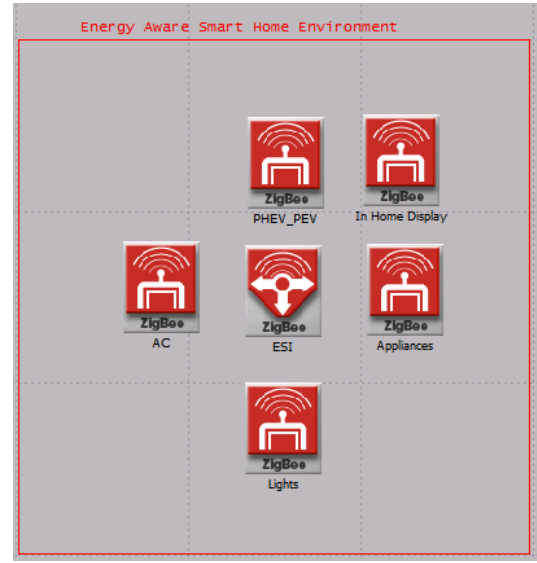 Energy Aware Smart Home Environment
ZigBee
PHEV_PEV
ZigBee
In Home Display
ZigBee
AC
ZigBee
ESI
ZigBee
Appliances
ZigBee
Lights